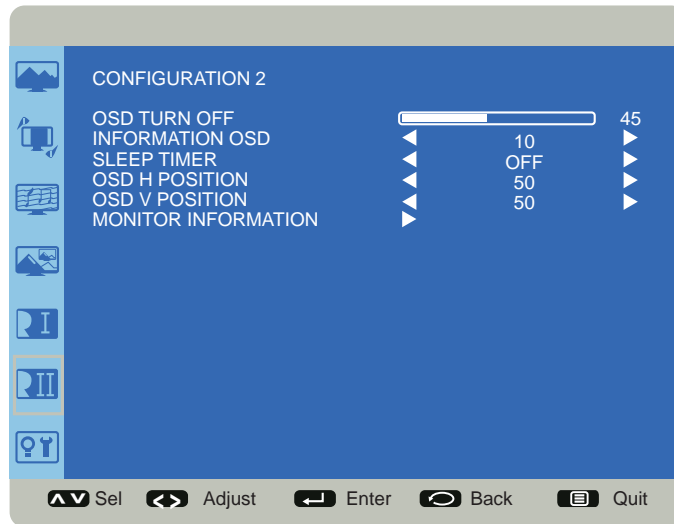 CONFIGURATION 2
OSD TURN OFF 45
INFORMATION OSD 10
SLEEP TIMER OFF
OSD H POSITION 50
OSD V POSITION 50
MONITOR INFORMATION
I
II
Sel Adjust Enter Back Quit